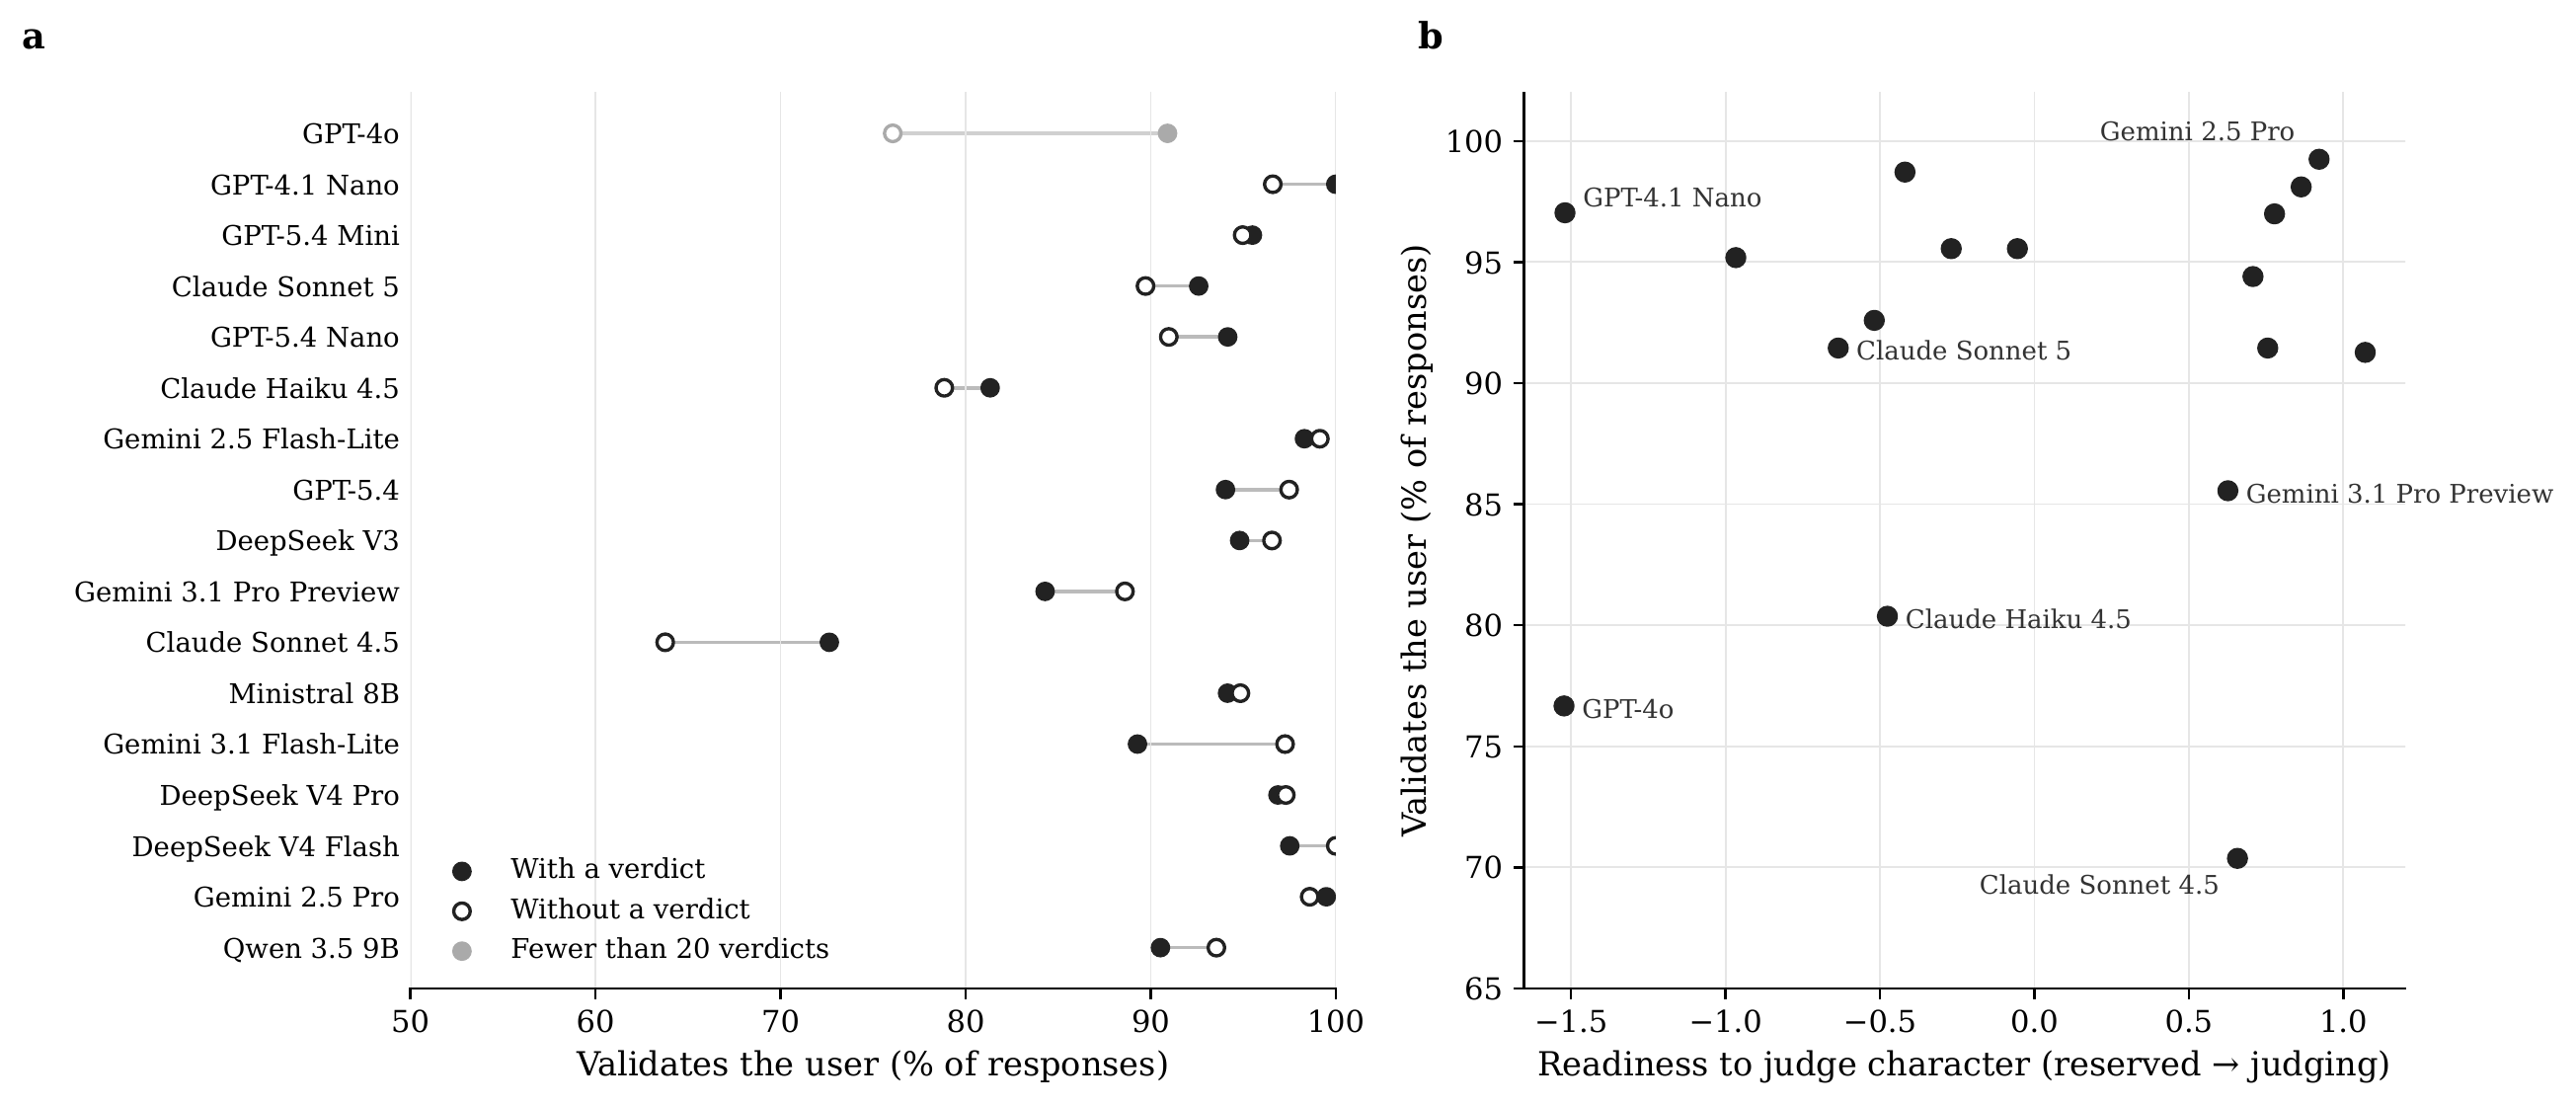 a
GPT-4o
GPT-4.1 Nano
GPT-5.4 Mini
Claude Sonnet 5
GPT-5.4 Nano
Claude Haiku 4.5
Gemini 2.5 Flash-Lite
GPT-5.4
DeepSeek V3
Gemini 3.1 Pro Preview
Claude Sonnet 4.5
Ministral 8B
Gemini 3.1 Flash-Lite
DeepSeek V4 Pro
DeepSeek V4 Flash
Gemini 2.5 Pro
Qwen 3.5 9B
With a verdict
Without a verdict
Fewer than 20 verdicts
50 60 70 80 90 100
Validates the user (% of responses)
b
Validates the user (% of responses)
100
95
90
85
80
75
70
65
Gemini 2.5 Pro
GPT-4.1 Nano
Claude Sonnet 5
Gemini 3.1 Pro Preview
Claude Haiku 4.5
GPT-4o
Claude Sonnet 4.5
−1.5 −1.0 −0.5 0.0 0.5 1.0
Readiness to judge character (reserved → judging)